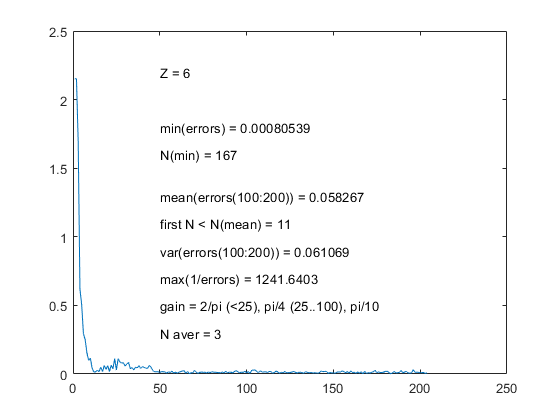 2.5
Z = 6
2
min(errors) = 0.00080539
N(min) = 167
1.5
mean(errors(100:200)) = 0.058267
first N < N(mean) = 11
1
var(errors(100:200)) = 0.061069
max(1/errors) = 1241.6403
0.5
gain = 2/pi (<25), pi/4 (25..100), pi/10
N aver = 3
0
0 50 100 150 200 250